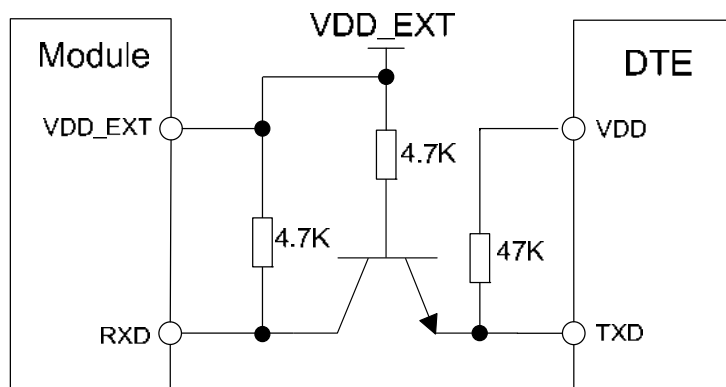 VDD_EXT
Module
DTE
VDD_EXT
VDD
4.7K
4.7K
47K
RXD
TXD